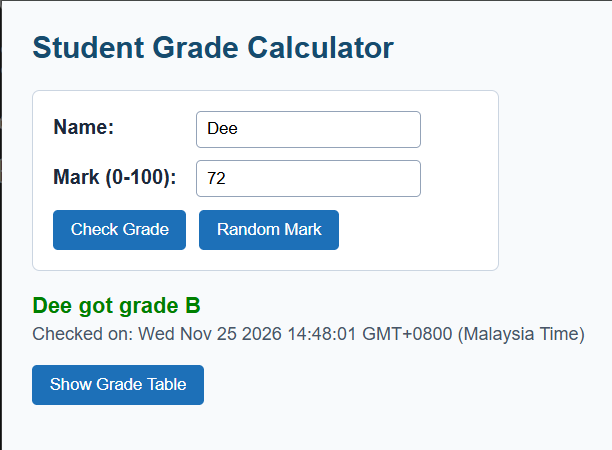 Student Grade Calculator
Name: Dee
Mark (0-100): 72
Check Grade Random Mark
Dee got grade B
Checked on: Wed Nov 25 2026 14:48:01 GMT+0800 (Malaysia Time)
Show Grade Table